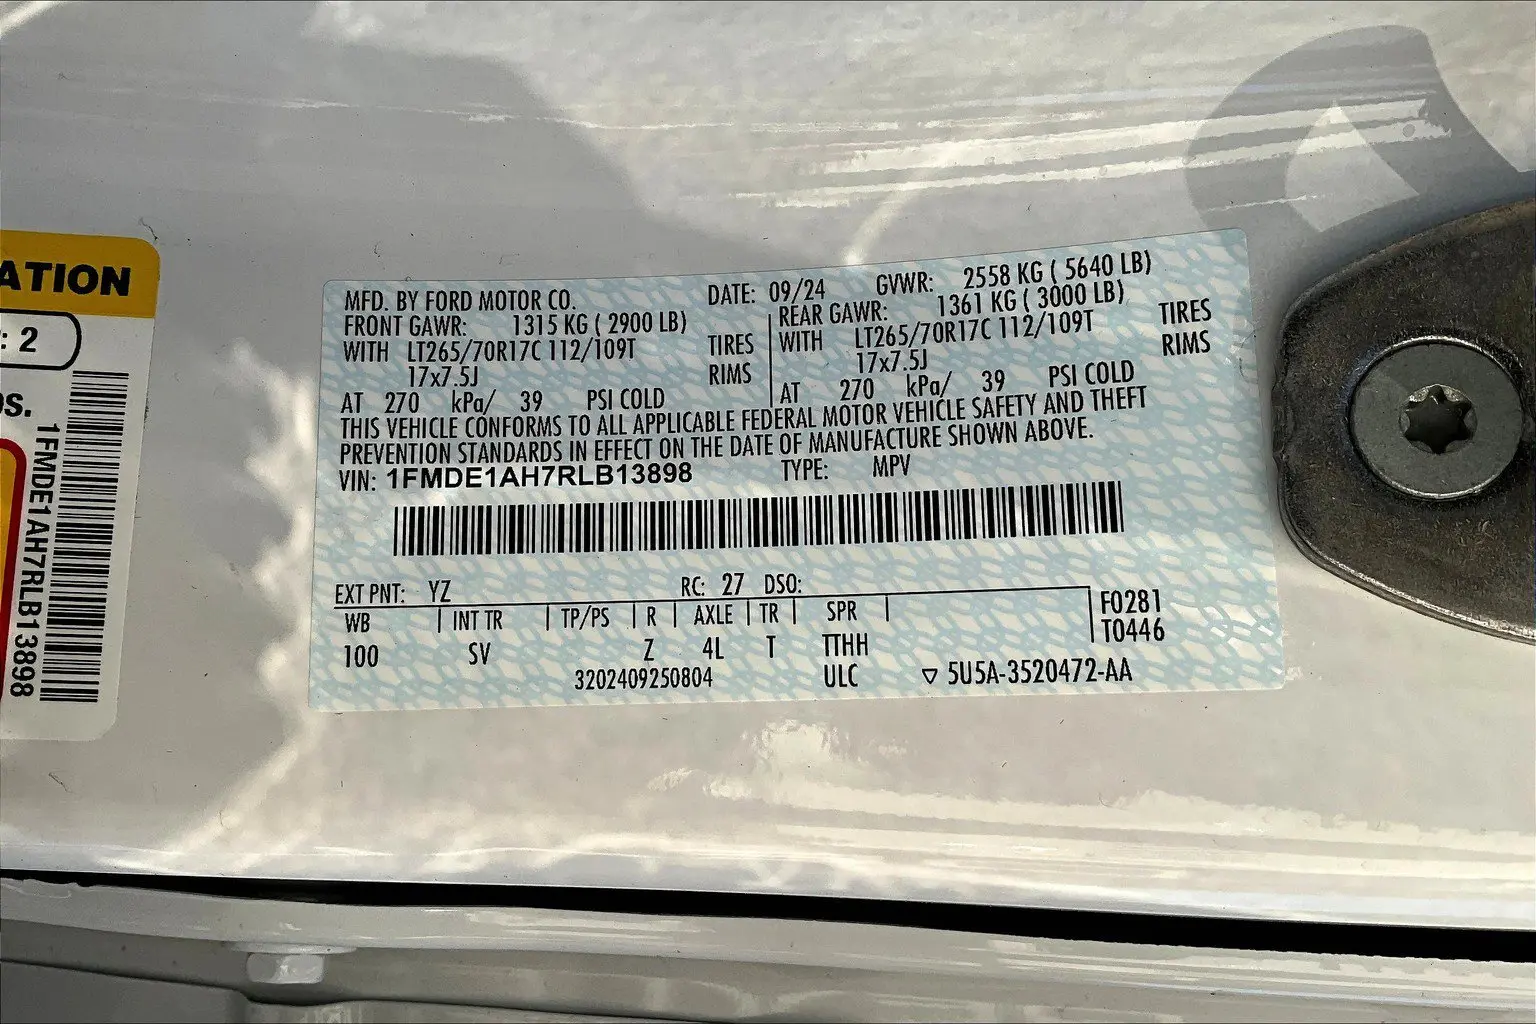 ATION
: 2
OS.
1FMDE1AH7RLB13898
MFD. BY FORD MOTOR CO. DATE: 09/24 GVWR: 2558 KG ( 5640 LB)
FRONT GAWR: 1315 KG ( 2900 LB) REAR GAWR: 1361 KG ( 3000 LB)
WITH LT265/70R17C 112/109T TIRES WITH LT265/70R17C 112/109T TIRES
17x7.5J RIMS 17x7.5J RIMS
AT 270 kPa/ 39 PSI COLD AT 270 kPa/ 39 PSI COLD
THIS VEHICLE CONFORMS TO ALL APPLICABLE FEDERAL MOTOR VEHICLE SAFETY AND THEFT
PREVENTION STANDARDS IN EFFECT ON THE DATE OF MANUFACTURE SHOWN ABOVE.
VIN: 1FMDE1AH7RLB13898 TYPE: MPV
EXT PNT: YZ RC: 27 DSO:
WB | INT TR | TP/PS | R | AXLE | TR | SPR | F0281
100 SV Z 4L T TTHH T0446
3202409250804 ULC ▽ 5U5A-3520472-AA